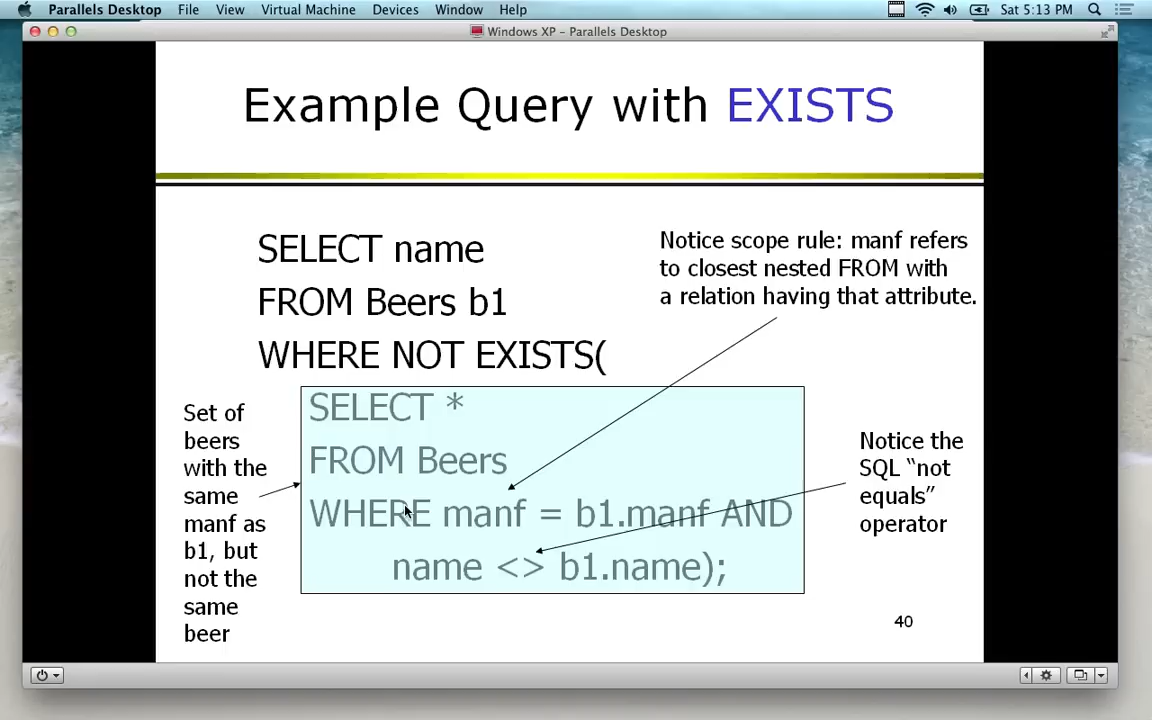 Parallels Desktop File View Virtual Machine Devices Window Help Sat 5:13 PM
Windows XP - Parallels Desktop
Example Query with EXISTS
SELECT name
FROM Beers b1
WHERE NOT EXISTS(
SELECT *
FROM Beers
WHERE manf = b1.manf AND
name <> b1.name);
Notice scope rule: manf refers
to closest nested FROM with
a relation having that attribute.
Set of
beers
with the
same
manf as
b1, but
not the
same
beer
Notice the
SQL “not
equals”
operator
40